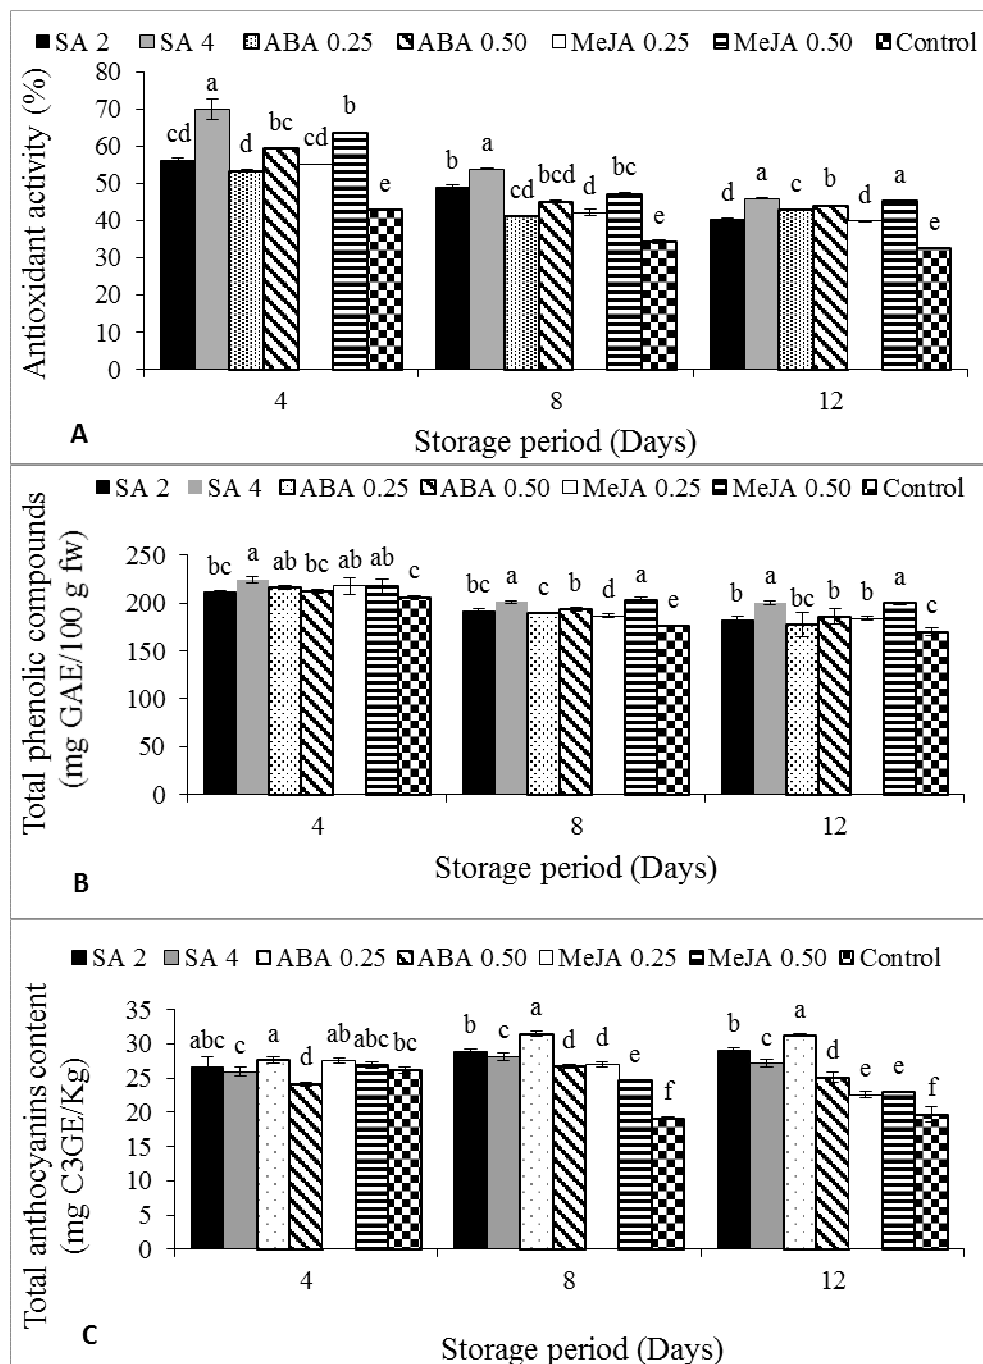 SA 2 SA 4 ABA 0.25 ABA 0.50 MeJA 0.25 MeJA 0.50 Control
Antioxidant activity (%)
80
70
60
50
40
30
20
10
0
cd a d bc cd b e
b a cd bcd d bc e
d a c b d a e
4 8 12
A
Storage period (Days)
SA 2 SA 4 ABA 0.25 ABA 0.50 MeJA 0.25 MeJA 0.50 Control
Total phenolic compounds
(mg GAE/100 g fw)
250
200
150
100
50
0
bc a ab bc ab ab c
bc a c b d a e
b a bc b b a c
4 8 12
Storage period (Days)
B
SA 2 SA 4 ABA 0.25 ABA 0.50 MeJA 0.25 MeJA 0.50 Control
Total anthocyanins content
(mg C3GE/Kg)
35
30
25
20
15
10
5
0
abc c a d ab abc bc
b c a d d e f
b c a d e e f
4 8 12
C
Storage period (Days)